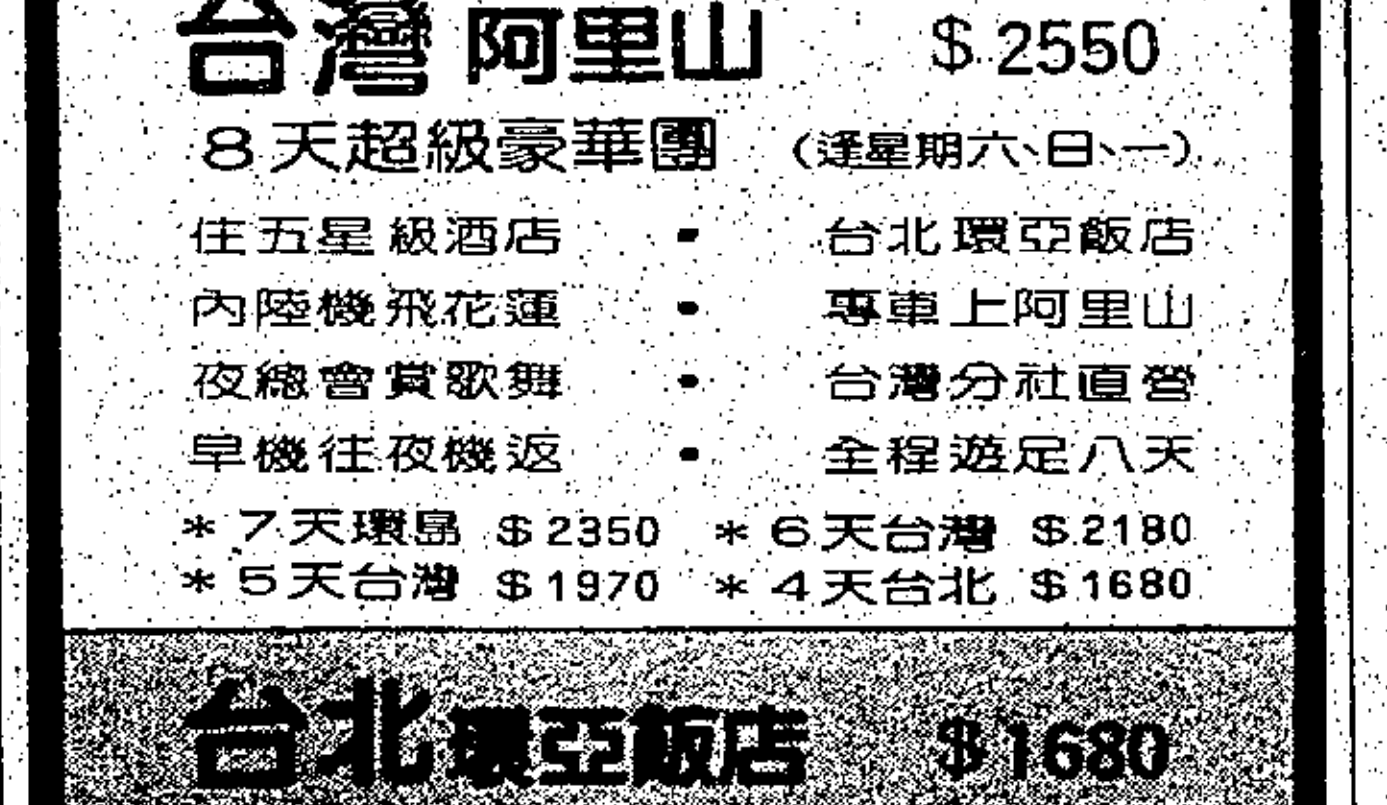 台灣 阿里山 $2550
8天超級豪華團 （逢星期六、日、一）
住五星級酒店 • 台北環亞飯店
內陸機飛花蓮 • 專車上阿里山
夜總會賞歌舞 • 台灣分社直營
早機往夜機返 • 全程遊足八天
*7天環島 $2350 *6天台灣 $2180
*5天台灣 $1970 *4天台北 $1680
台北環亞飯店 $1680